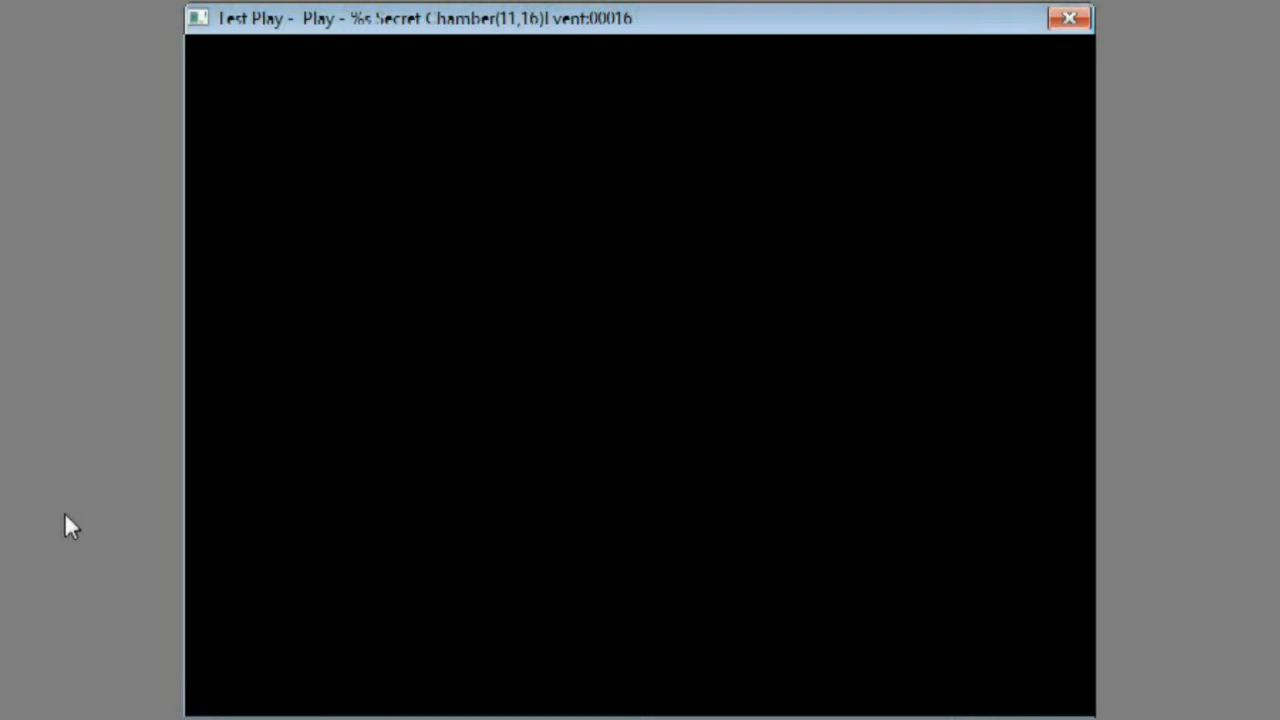 Test Play -  Play - %s Secret Chamber(11,16)Event:00016